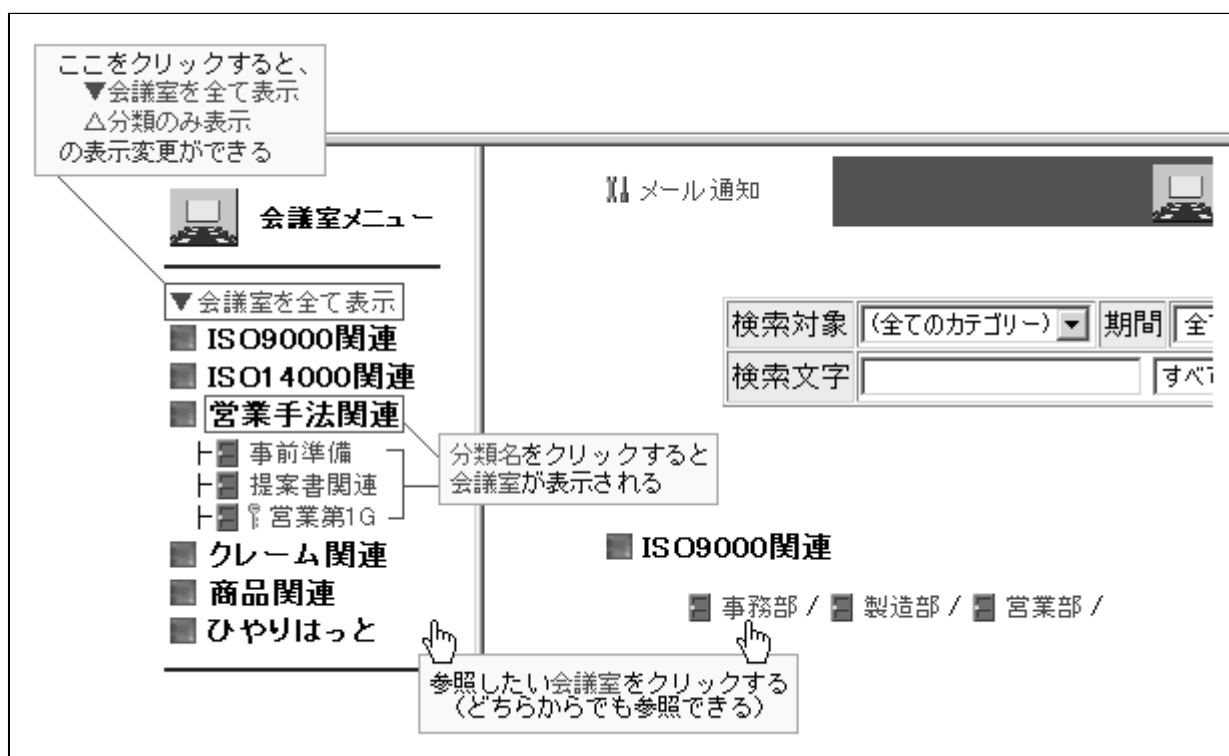 ここをクリックすると、
▼会議室を全て表示
△分類のみ表示
の表示変更ができる
会議室メニュー
メール通知
▼会議室を全て表示
ISO9000関連
ISO14000関連
営業手法関連
事前準備
提案書関連
営業第1G
クレーム関連
商品関連
ひやりはっと
分類名をクリックすると
会議室が表示される
検索対象 (全てのカテゴリー) 期間 全て
検索文字 すべて
ISO9000関連
事務部 / 製造部 / 営業部 /
参照したい会議室をクリックする
(どちらからでも参照できる)